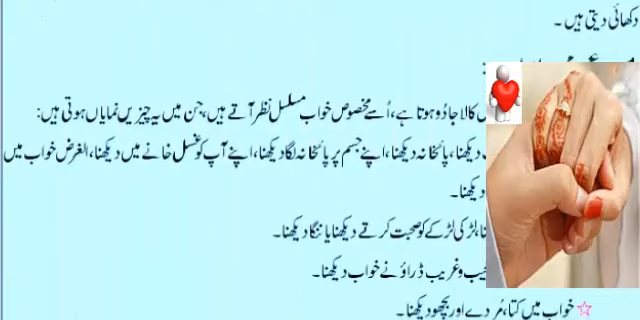 دکھائی دیتی ہیں ۔
کالا جادُو ہوتا ہے، اُسے مخصوص خواب مسلسل نظر آتے ہیں، جن میں یہ چیزیں نمایاں ہوتی ہیں:
دیکھنا، پائخانہ دیکھنا، اپنے جسم پر پائخانہ لگا دیکھنا، اپنے آپ کو غسل خانے میں دیکھنا، الغرض خواب میں
دیکھنا ۔
لڑکی لڑکے کو صحبت کرتے دیکھنا یا ننگا دیکھنا ۔
وغریب ڈراؤنے خواب دیکھنا ۔
☆ خواب میں کتا، مُردے اور بچھو دیکھنا ۔